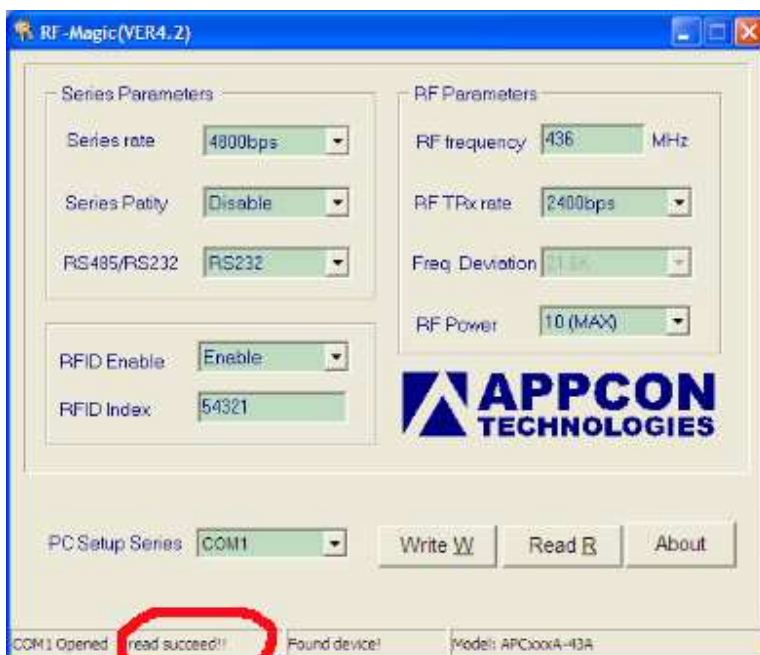 RF-Magic(VER4.2)
Series Parameters
Series rate 4800bps
Series Patity Disable
RS485/RS232 RS232
RFID Enable Enable
RFID Index 54321
RF Parameters
RF frequency 436 MHz
RF TRx rate 2400bps
Freq Deviation
RF Power 10 (MAX)
APPCON
TECHNOLOGIES
PC Setup Series COM1 Write W Read R About
COM1 Opened read succeed!! Found device! Model: APCxxxA-43A